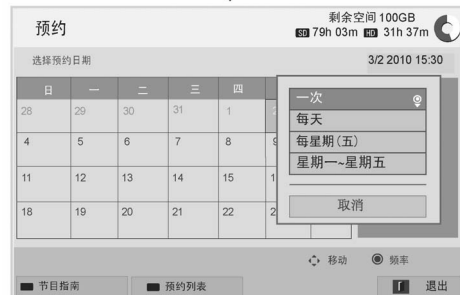 预约
剩余空间 100GB
SD 79h 03m HD 31h 37m
选择预约日期
3/2 2010 15:30
日 一 二 三 四
28 29 30 31 1 2
4 5 6 7 8 9
11 12 13 14 15 1
18 19 20 21 22 2
一次
每天
每星期(五)
星期一~星期五
取消
移动 频率
节目指南 预约列表 退出